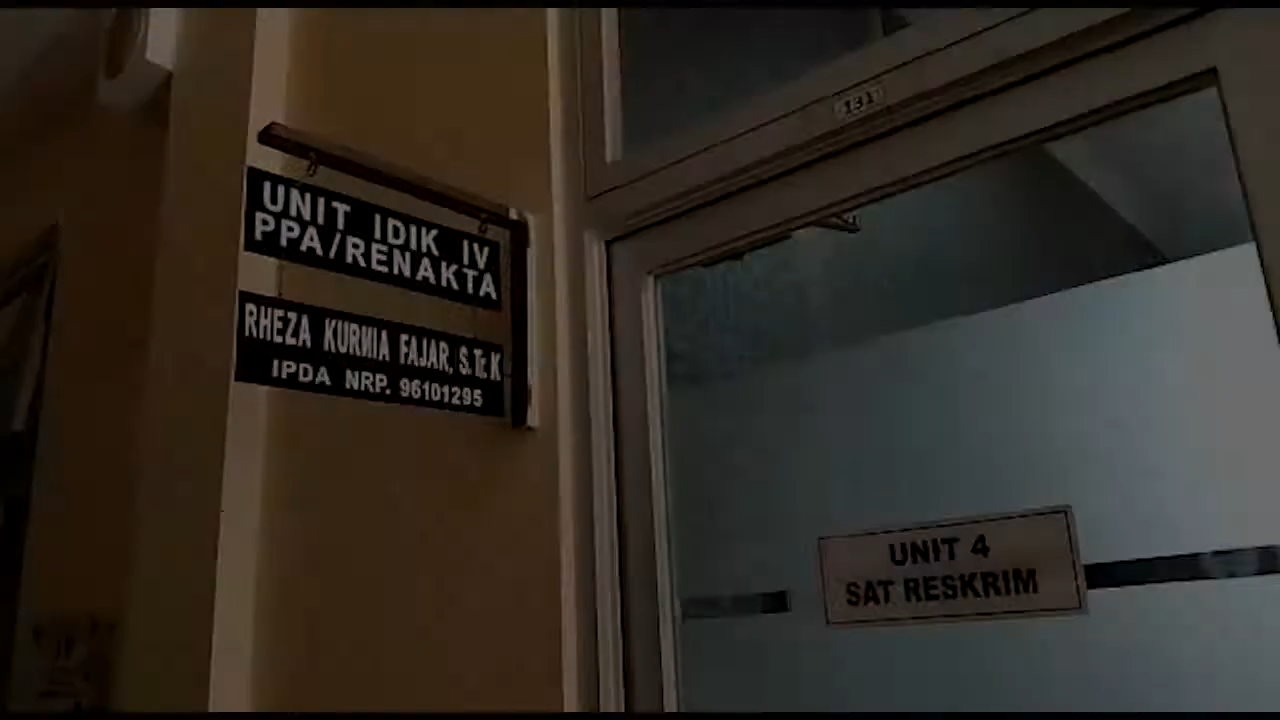 UNIT IDIK IV
PPA/RENAKTA
RHEZA KURNIA FAJAR, S.Tr.K
IPDA NRP. 96101295
131
UNIT 4
SAT RESKRIM